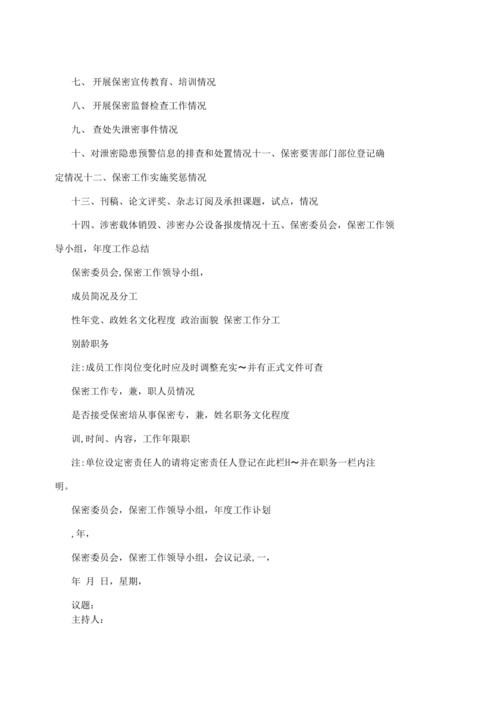 七、 开展保密宣传教育、培训情况
八、 开展保密监督检查工作情况
九、 查处失泄密事件情况
十、对泄密隐患预警信息的排查和处置情况十一、保密要害部门部位登记确
定情况十二、保密工作实施奖惩情况
十三、刊稿、论文评奖、杂志订阅及承担课题，试点，情况
十四、涉密载体销毁、涉密办公设备报废情况十五、保密委员会，保密工作领
导小组，年度工作总结
保密委员会,保密工作领导小组，
成员简况及分工
性年党、政姓名文化程度 政治面貌 保密工作分工
别龄职务
注:成员工作岗位变化时应及时调整充实～并有正式文件可查
保密工作专，兼，职人员情况
是否接受保密培从事保密专，兼，姓名职务文化程度
训,时间、内容，工作年限职
注:单位设定密责任人的请将定密责任人登记在此栏H～并在职务一栏内注
明。
保密委员会，保密工作领导小组，年度工作计划
,年，
保密委员会，保密工作领导小组，会议记录,一，
年 月 日，星期，
议题；
主持人：